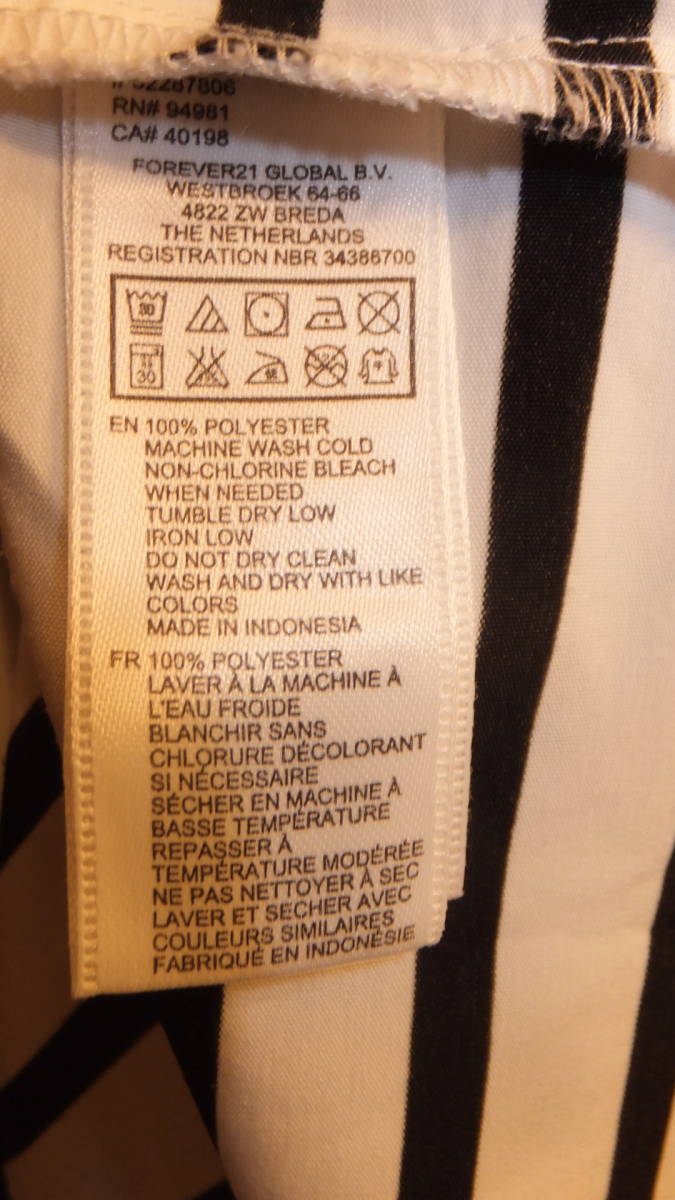 RN# 94981
CA# 40198
FOREVER21 GLOBAL B.V.
WESTBROEK 64-66
4822 ZW BREDA
THE NETHERLANDS
REGISTRATION NBR 34386700
30
30
EN 100% POLYESTER
MACHINE WASH COLD
NON-CHLORINE BLEACH
WHEN NEEDED
TUMBLE DRY LOW
IRON LOW
DO NOT DRY CLEAN
WASH AND DRY WITH LIKE
COLORS
MADE IN INDONESIA
FR 100% POLYESTER
LAVER À LA MACHINE À
L'EAU FROIDE
BLANCHIR SANS
CHLORURE DÉCOLORANT
SI NÉCESSAIRE
SÉCHER EN MACHINE À
BASSE TEMPÉRATURE
REPASSER À
TEMPÉRATURE MODÉRÉE
NE PAS NETTOYER À SEC
LAVER ET SECHER AVEC
COULEURS SIMILAIRES
FABRIQUÉ EN INDONÉSIE